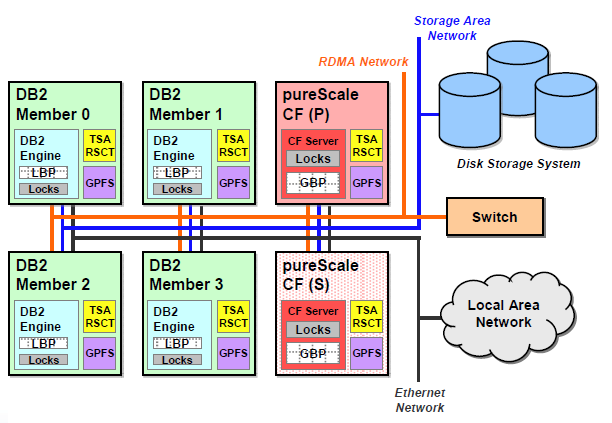 Storage Area
Network
RDMA Network
DB2
Member 0
DB2
Engine
LBP
Locks
TSA
RSCT
GPFS
DB2
Member 1
DB2
Engine
LBP
Locks
TSA
RSCT
GPFS
pureScale
CF (P)
CF Server
Locks
GBP
TSA
RSCT
GPFS
Disk Storage System
Switch
DB2
Member 2
DB2
Engine
LBP
Locks
TSA
RSCT
GPFS
DB2
Member 3
DB2
Engine
LBP
Locks
TSA
RSCT
GPFS
pureScale
CF (S)
CF Server
Locks
GBP
TSA
RSCT
GPFS
Local Area
Network
Ethernet
Network